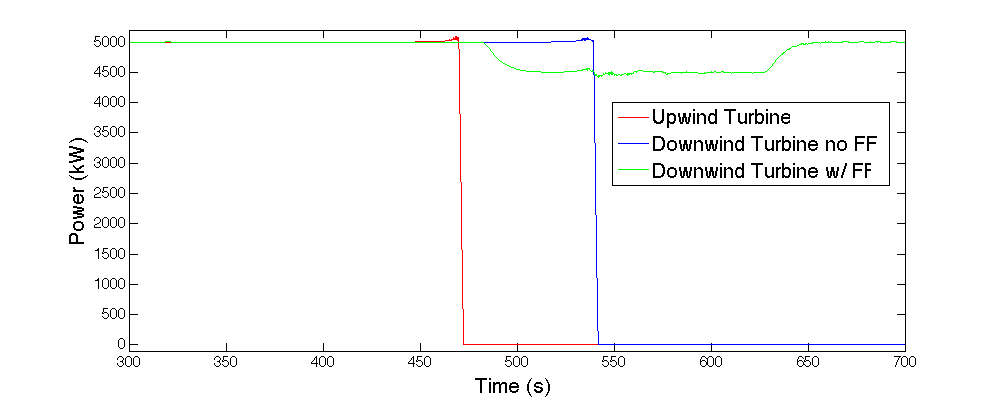 5000
4500
4000
3500
3000
2500
2000
1500
1000
500
0
Power (kW)
Upwind Turbine
Downwind Turbine no FF
Downwind Turbine w/ FF
300 350 400 450 500 550 600 650 700
Time (s)